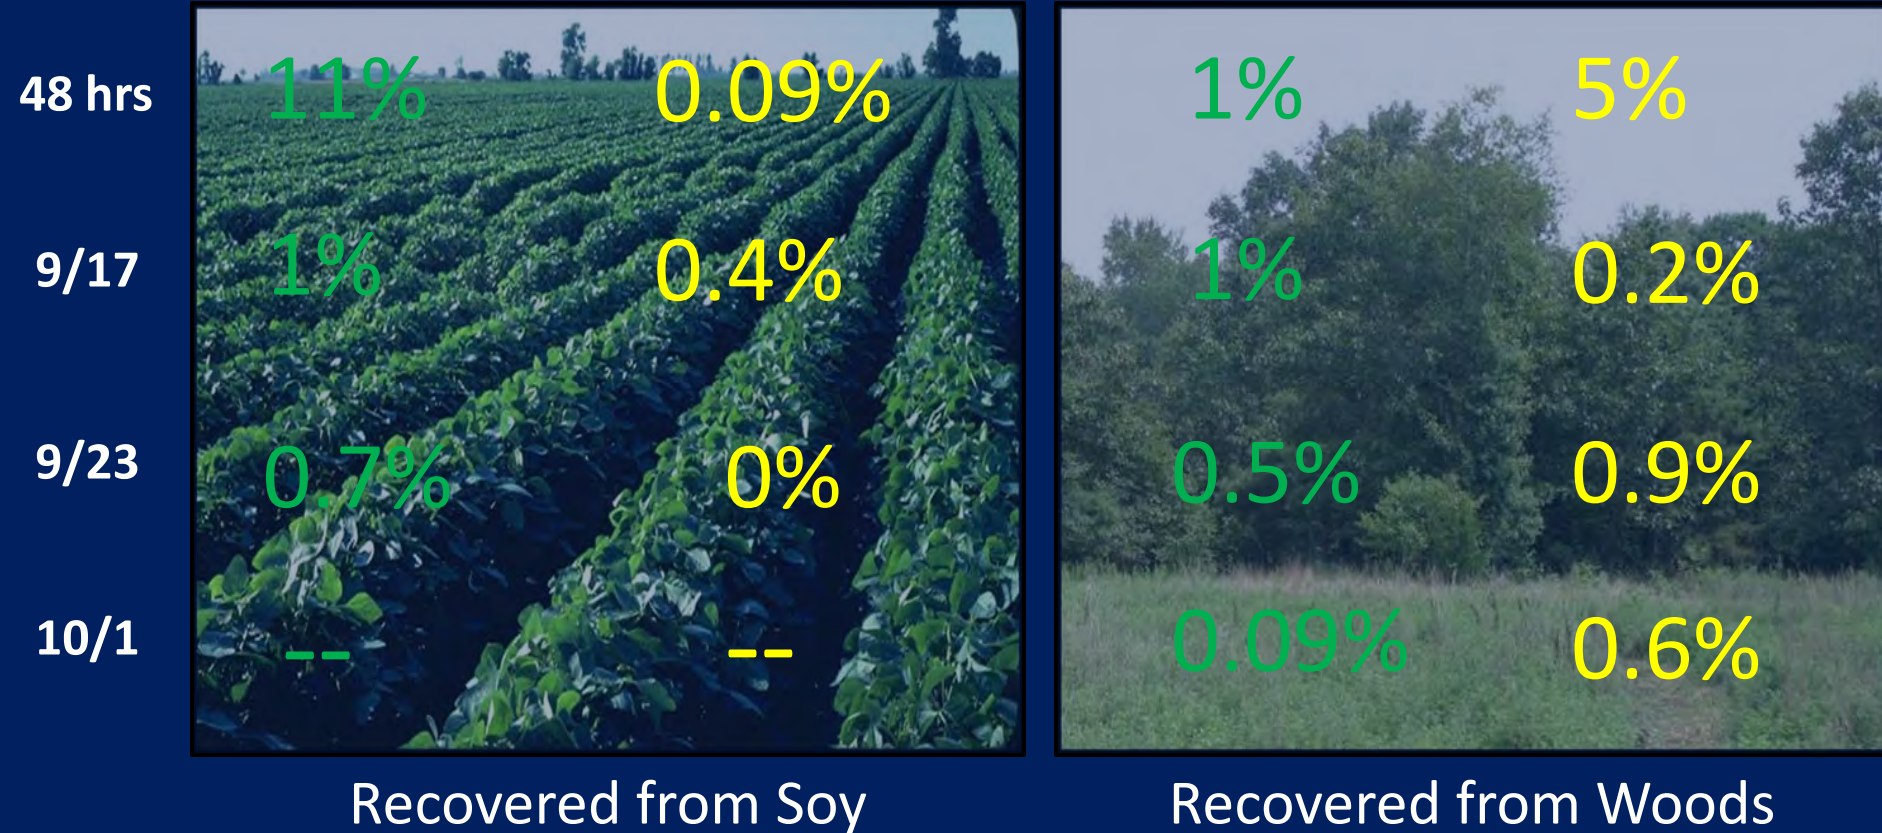 48 hrs 11% 0.09% 1% 5%
9/17 1% 0.4% 1% 0.2%
9/23 0.7% 0% 0.5% 0.9%
10/1 -- -- 0.09% 0.6%
Recovered from Soy Recovered from Woods